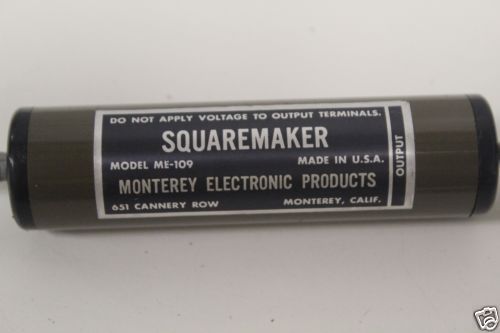 DO NOT APPLY VOLTAGE TO OUTPUT TERMINALS.
SQUAREMAKER
MODEL ME-109 MADE IN U.S.A.
MONTEREY ELECTRONIC PRODUCTS
651 CANNERY ROW MONTEREY, CALIF.
OUTPUT